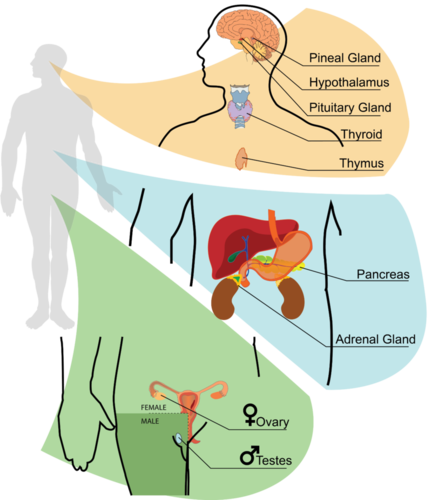 Pineal Gland
Hypothalamus
Pituitary Gland
Thyroid
Thymus
Pancreas
Adrenal Gland
FEMALE
MALE
♀Ovary
♂Testes